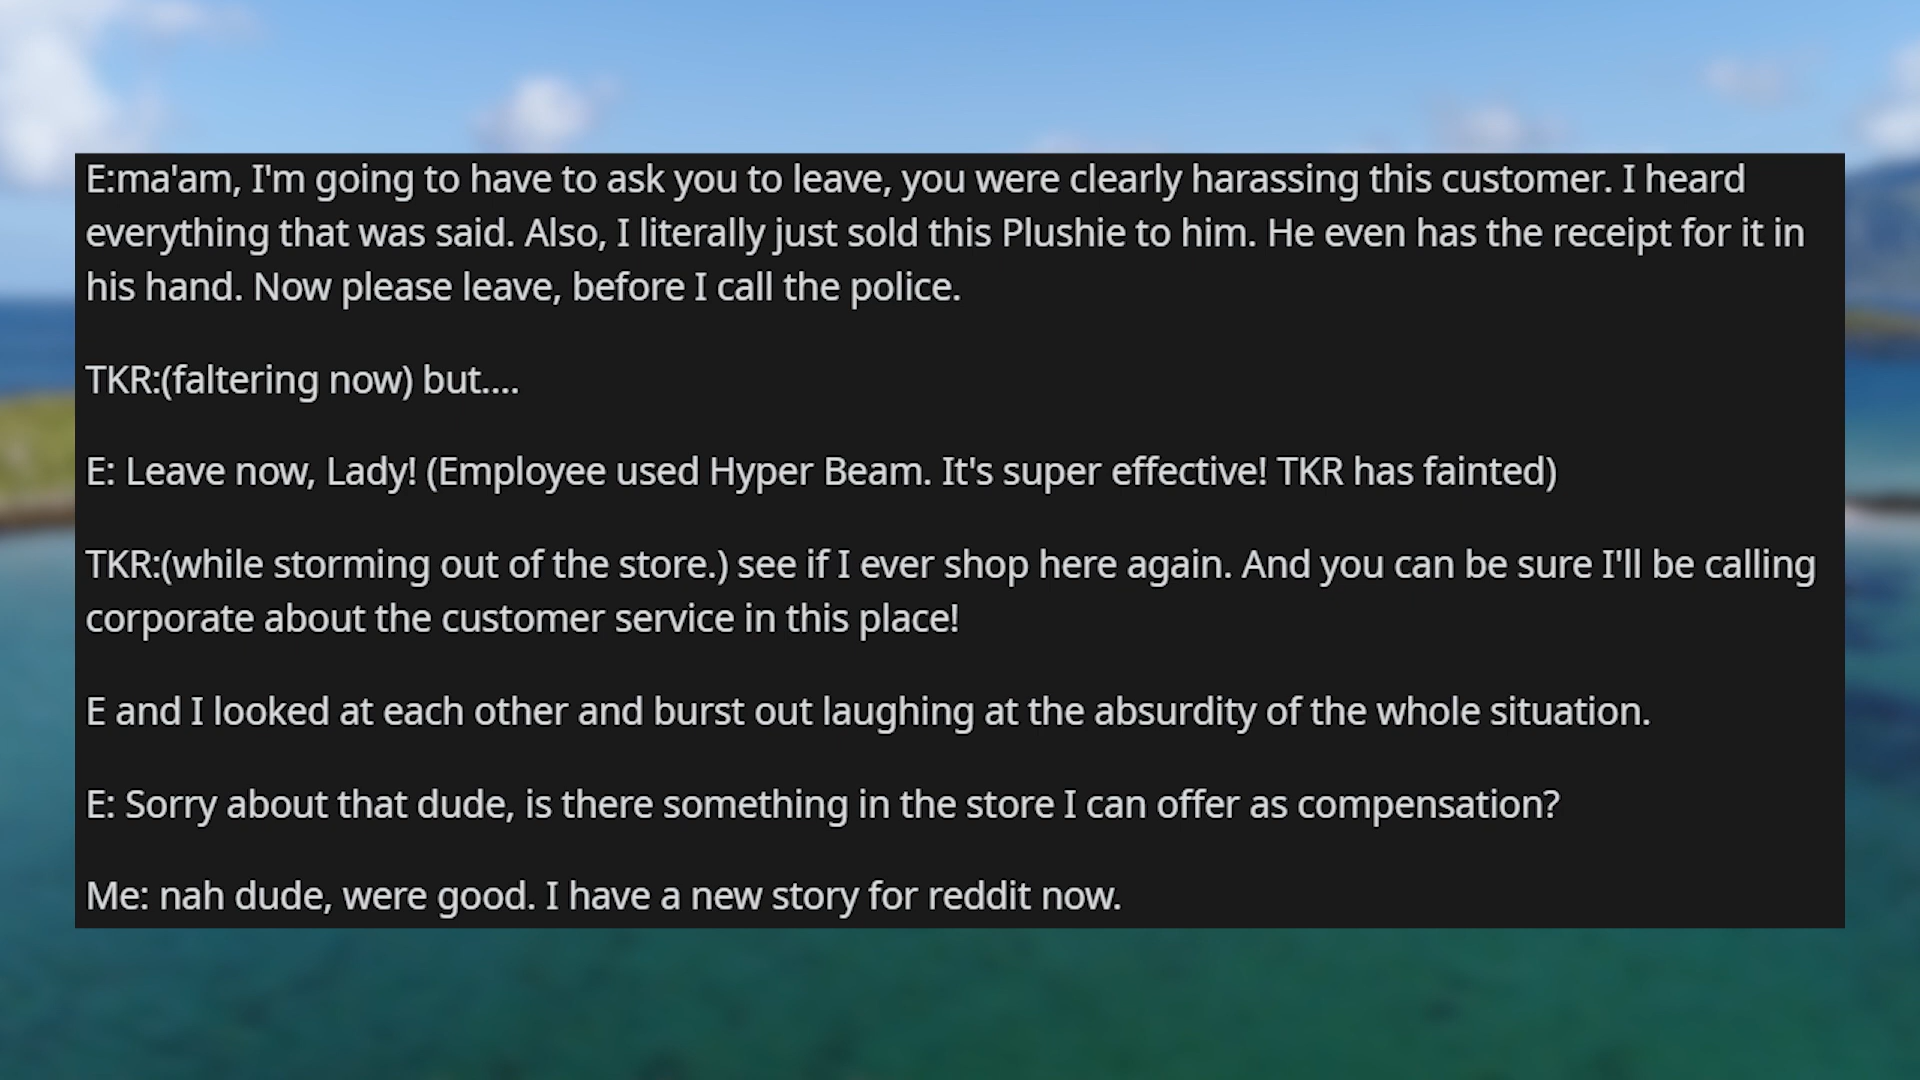 E:ma'am, I'm going to have to ask you to leave, you were clearly harassing this customer. I heard
everything that was said. Also, I literally just sold this Plushie to him. He even has the receipt for it in
his hand. Now please leave, before I call the police.
TKR:(faltering now) but....
E: Leave now, Lady! (Employee used Hyper Beam. It's super effective! TKR has fainted)
TKR:(while storming out of the store.) see if I ever shop here again. And you can be sure I'll be calling
corporate about the customer service in this place!
E and I looked at each other and burst out laughing at the absurdity of the whole situation.
E: Sorry about that dude, is there something in the store I can offer as compensation?
Me: nah dude, were good. I have a new story for reddit now.